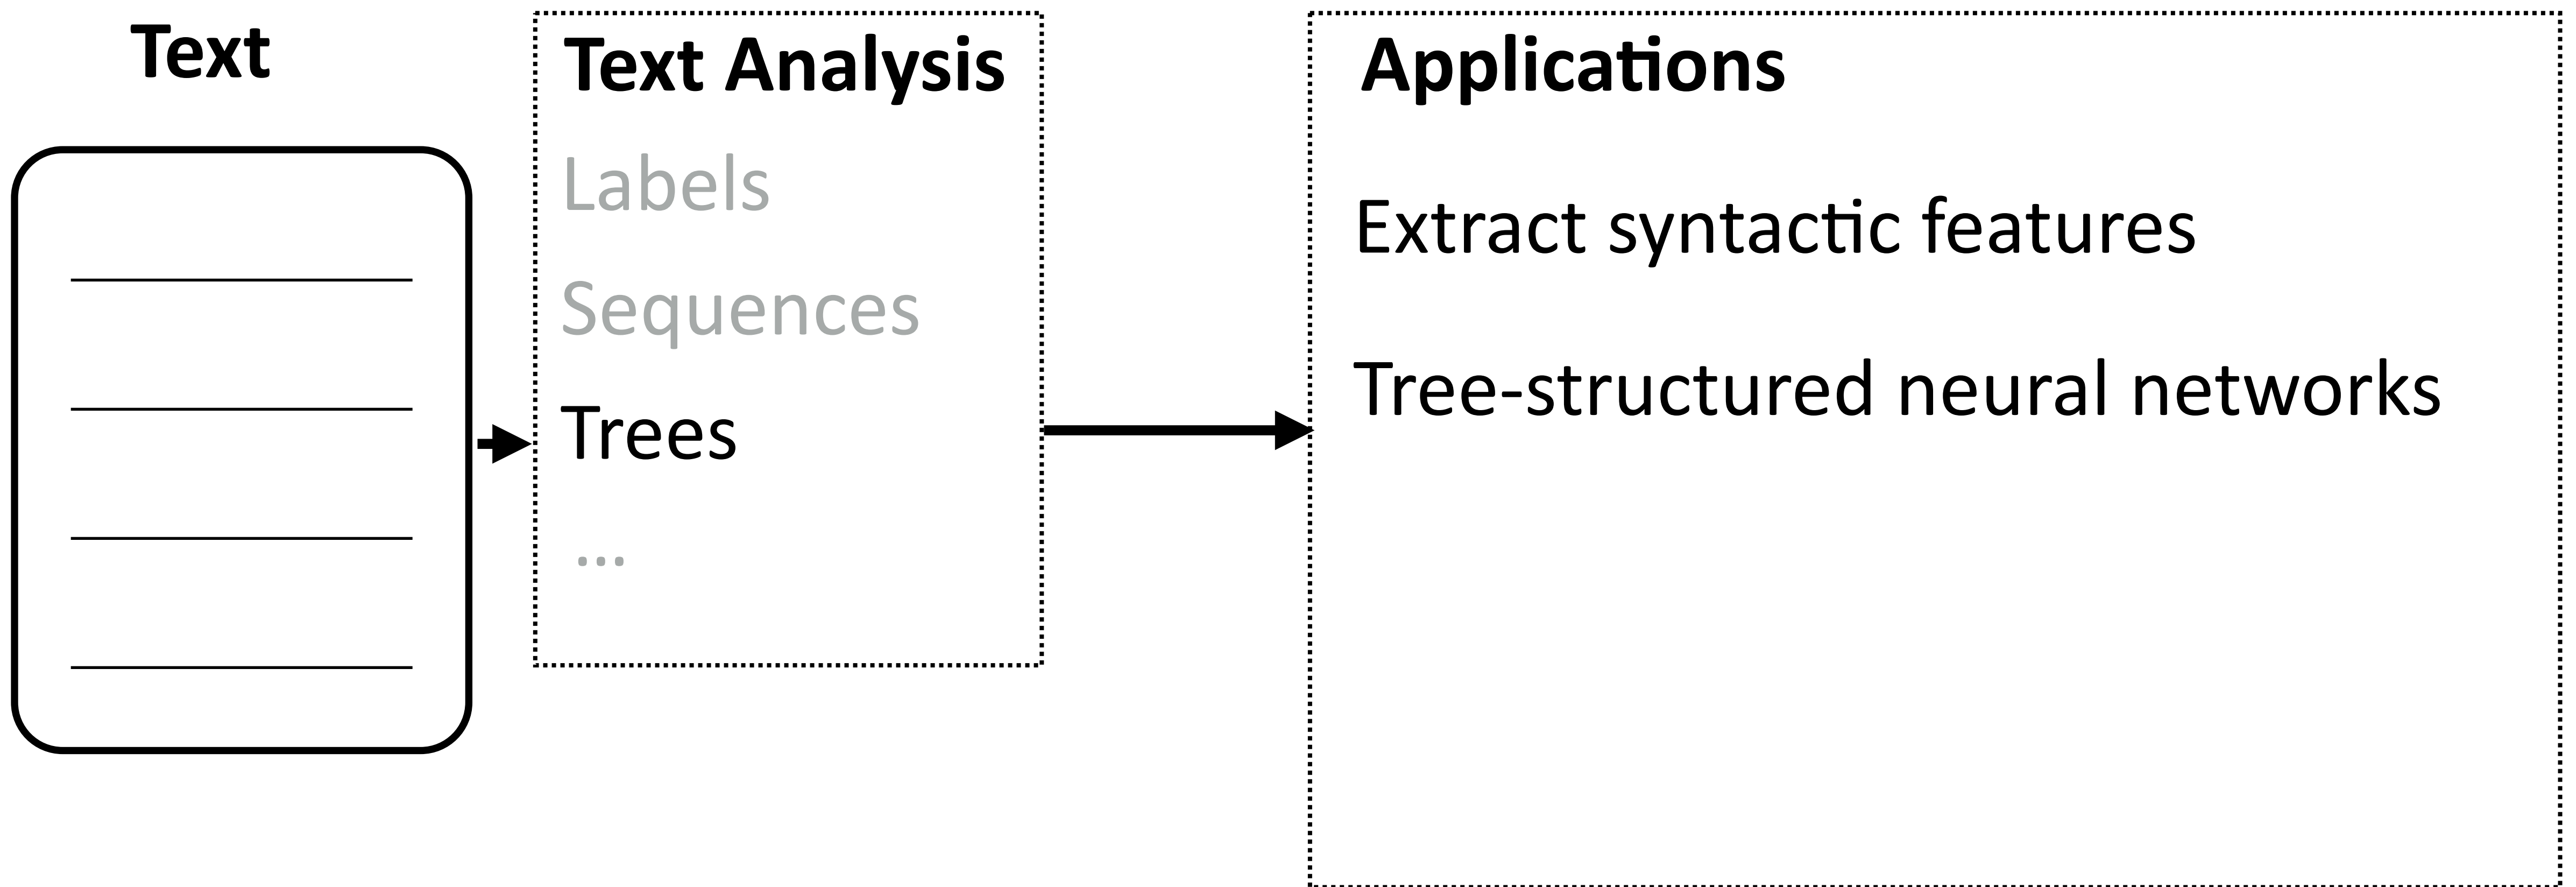 Text
Text Analysis
Labels
Sequences
Trees
...
Applications
Extract syntactic features
Tree-structured neural networks